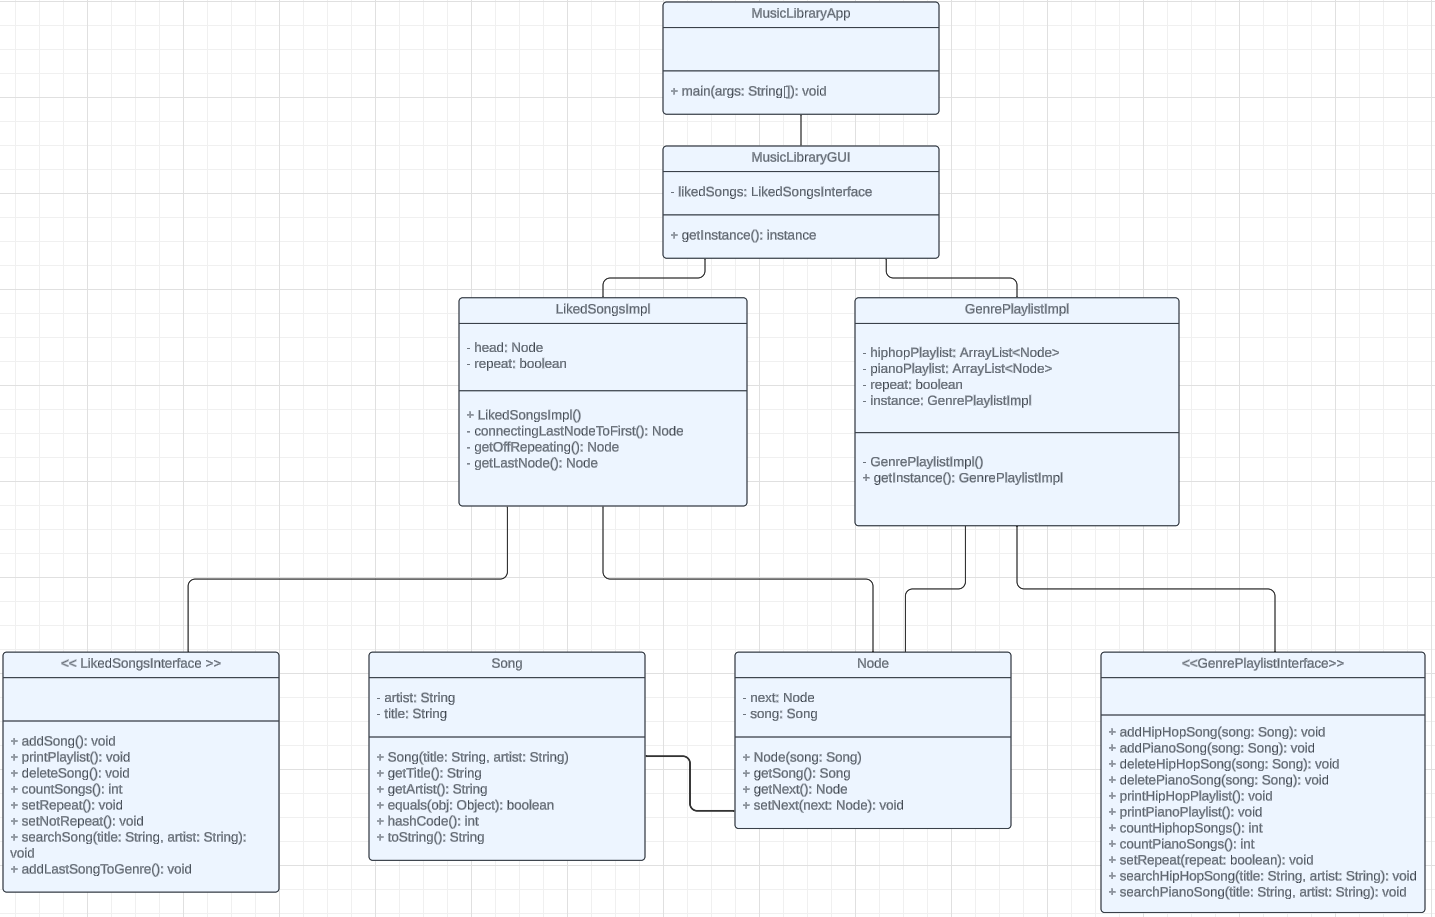 MusicLibraryApp
+ main(args: String[]): void
MusicLibraryGUI
- likedSongs: LikedSongsInterface
+ getInstance(): instance
LikedSongsImpl
- head: Node
- repeat: boolean
+ LikedSongsImpl()
- connectingLastNodeToFirst(): Node
- getOffRepeating(): Node
- getLastNode(): Node
GenrePlaylistImpl
- hiphopPlaylist: ArrayList<Node>
- pianoPlaylist: ArrayList<Node>
- repeat: boolean
- instance: GenrePlaylistImpl
- GenrePlaylistImpl()
+ getInstance(): GenrePlaylistImpl
<< LikedSongsInterface >>
+ addSong(): void
+ printPlaylist(): void
+ deleteSong(): void
+ countSongs(): int
+ setRepeat(): void
+ setNotRepeat(): void
+ searchSong(title: String, artist: String):
void
+ addLastSongToGenre(): void
Song
- artist: String
- title: String
+ Song(title: String, artist: String)
+ getTitle(): String
+ getArtist(): String
+ equals(obj: Object): boolean
+ hashCode(): int
+ toString(): String
Node
- next: Node
- song: Song
+ Node(song: Song)
+ getSong(): Song
+ getNext(): Node
+ setNext(next: Node): void
<<GenrePlaylistInterface>>
+ addHipHopSong(song: Song): void
+ addPianoSong(song: Song): void
+ deleteHipHopSong(song: Song): void
+ deletePianoSong(song: Song): void
+ printHipHopPlaylist(): void
+ printPianoPlaylist(): void
+ countHiphopSongs(): int
+ countPianoSongs(): int
+ setRepeat(repeat: boolean): void
+ searchHipHopSong(title: String, artist: String): void
+ searchPianoSong(title: String, artist: String): void